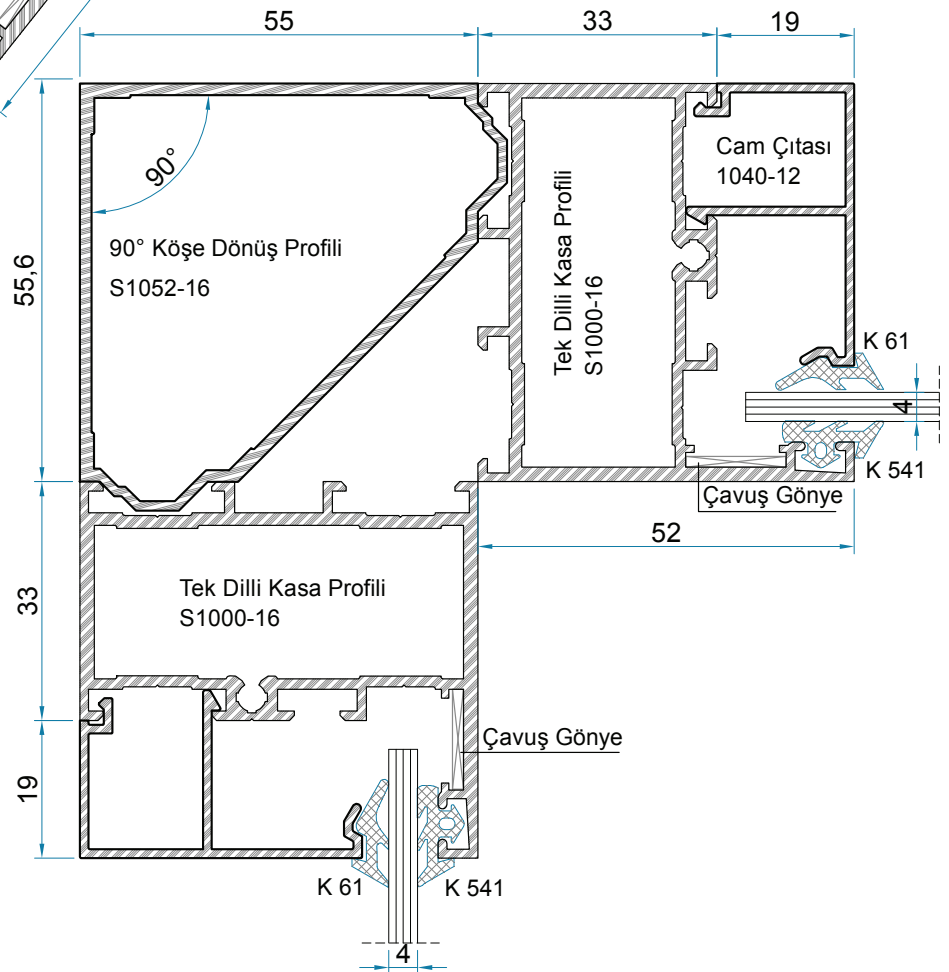 55
33
19
90°
55,6
90° Köşe Dönüş Profili
S1052-16
Tek Dilli Kasa Profili
S1000-16
Cam Çıtası
1040-12
K 61
4
K 541
Çavuş Gönye
52
33
Tek Dilli Kasa Profili
S1000-16
Çavuş Gönye
19
K 61
K 541
4